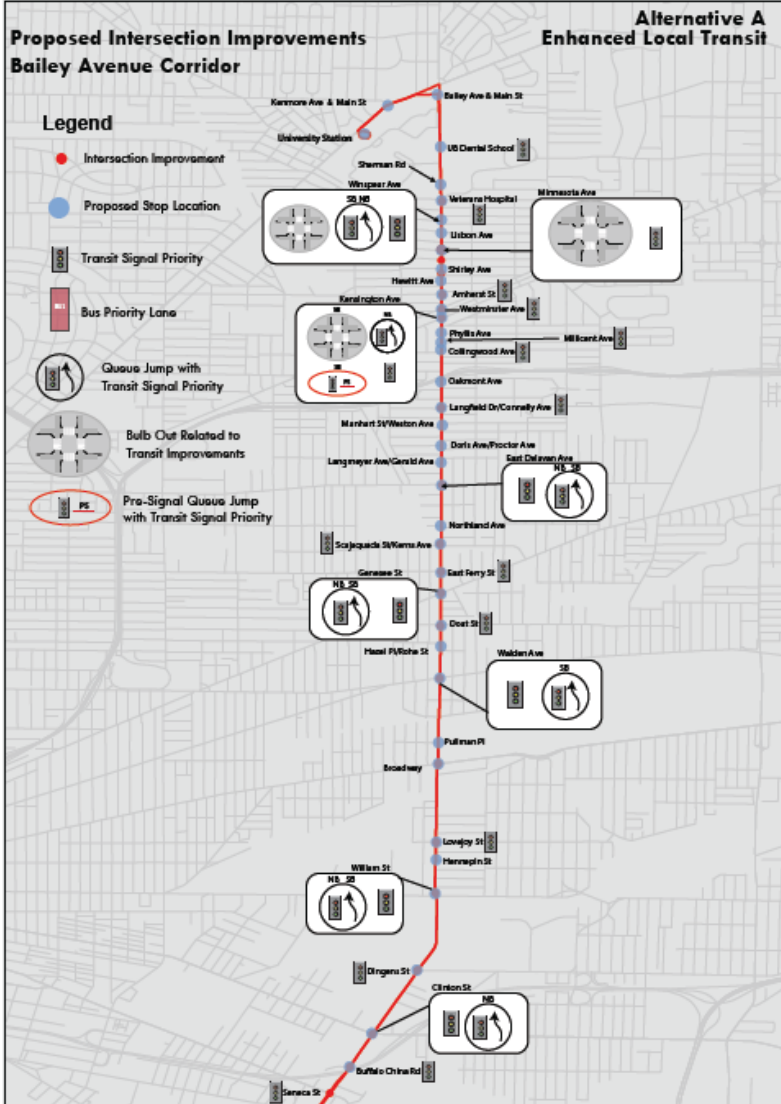 Proposed Intersection Improvements
Bailey Avenue Corridor
Alternative A
Enhanced Local Transit
Legend
Intersection Improvement
Proposed Stop Location
Transit Signal Priority
Bus Priority Lane
Queue Jump with
Transit Signal Priority
Bulb Out Related to
Transit Improvements
PS
Pre-Signal Queue Jump
with Transit Signal Priority
Kenmore Ave & Main St
Bailey Ave & Main St
University Station
UB Dental School
Sherman Rd
Winspear Ave
SB NB
Veterans Hospital
Minnesota Ave
Lisbon Ave
Shirley Ave
Hewitt Ave
Amherst St
Kensington Ave
Westminster Ave
PS
Phyllis Ave
Millicent Ave
Collingwood Ave
Oakmont Ave
Langfield Dr/Connelly Ave
Manhart St/Weston Ave
Doris Ave/Proctor Ave
Langmeyer Ave/Gerald Ave
East Delavan Ave
NB SB
Northland Ave
Scajaquada St/Kerns Ave
East Ferry St
Genesee St
NB SB
Doat St
Hazel Pl/Rohe St
Walden Ave
SB
Pullman Pl
Broadway
Lovejoy St
Hennepin St
William St
NB SB
Dingens St
Clinton St
NB
Buffalo China Rd
Seneca St